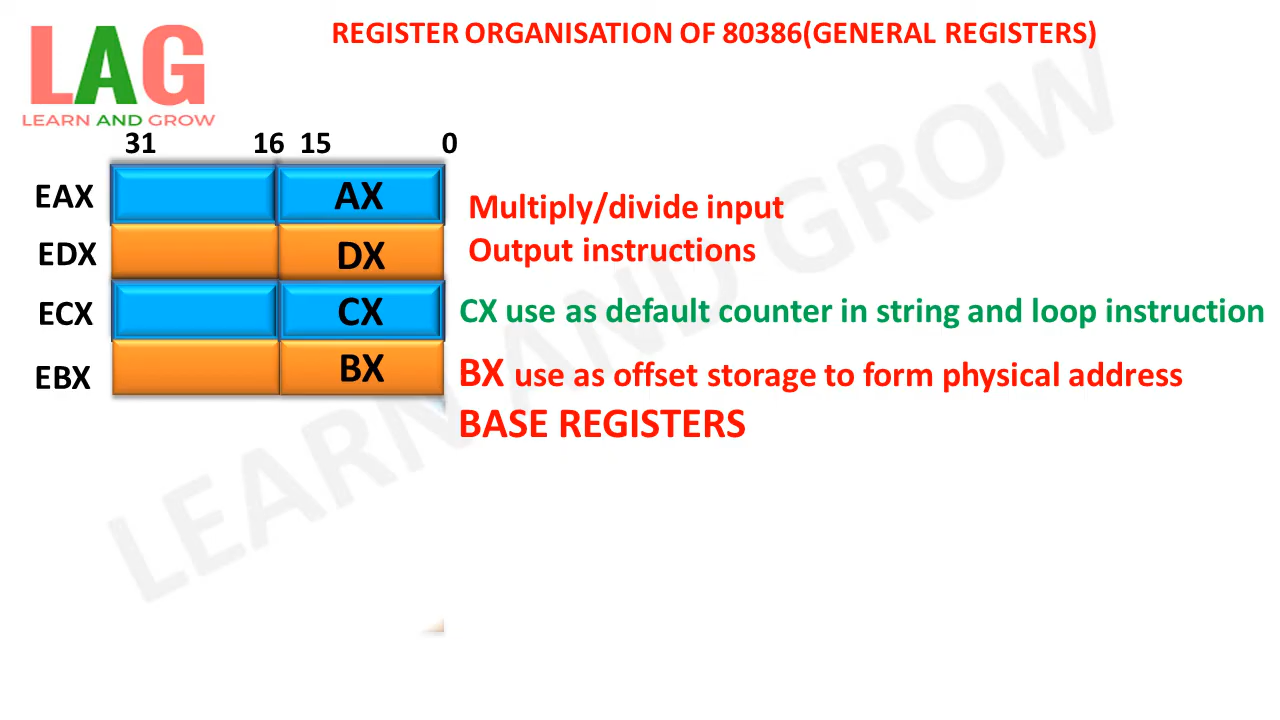 REGISTER ORGANISATION OF 80386(GENERAL REGISTERS)
LAG
LEARN AND GROW
31 16 15 0
EAX AX Multiply/divide input
EDX DX Output instructions
ECX CX CX use as default counter in string and loop instruction
EBX BX BX use as offset storage to form physical address
BASE REGISTERS
LEARN AND GROW